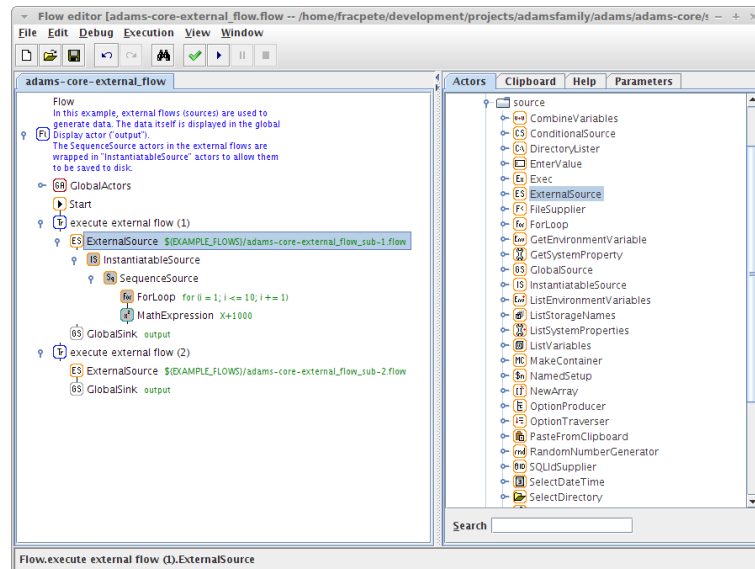 Flow editor [adams-core-external_flow.flow -- /home/fracpete/development/projects/adamsfamily/adams/adams-core/s
File Edit Debug Execution View Window
adams-core-external_flow
Flow
In this example, external flows (sources) are used to
generate data. The data itself is displayed in the global
Display actor ("output").
The SequenceSource actors in the external flows are
wrapped in "InstantiatableSource" actors to allow them
to be saved to disk.
GlobalActors
Start
execute external flow (1)
ExternalSource ${EXAMPLE_FLOWS}/adams-core-external_flow_sub-1.flow
InstantiatableSource
SequenceSource
ForLoop for (i = 1; i <= 10; i += 1)
MathExpression X+1000
GlobalSink output
execute external flow (2)
ExternalSource ${EXAMPLE_FLOWS}/adams-core-external_flow_sub-2.flow
GlobalSink output
Actors Clipboard Help Parameters
source
CombineVariables
ConditionalSource
DirectoryLister
EnterValue
Exec
ExternalSource
FileSupplier
ForLoop
GetEnvironmentVariable
GetSystemProperty
GlobalSource
InstantiatableSource
ListEnvironmentVariables
ListStorageNames
ListSystemProperties
ListVariables
MakeContainer
NamedSetup
NewArray
OptionProducer
OptionTraverser
PasteFromClipboard
RandomNumberGenerator
SQLIdSupplier
SelectDateTime
SelectDirectory
Search
Flow.execute external flow (1).ExternalSource